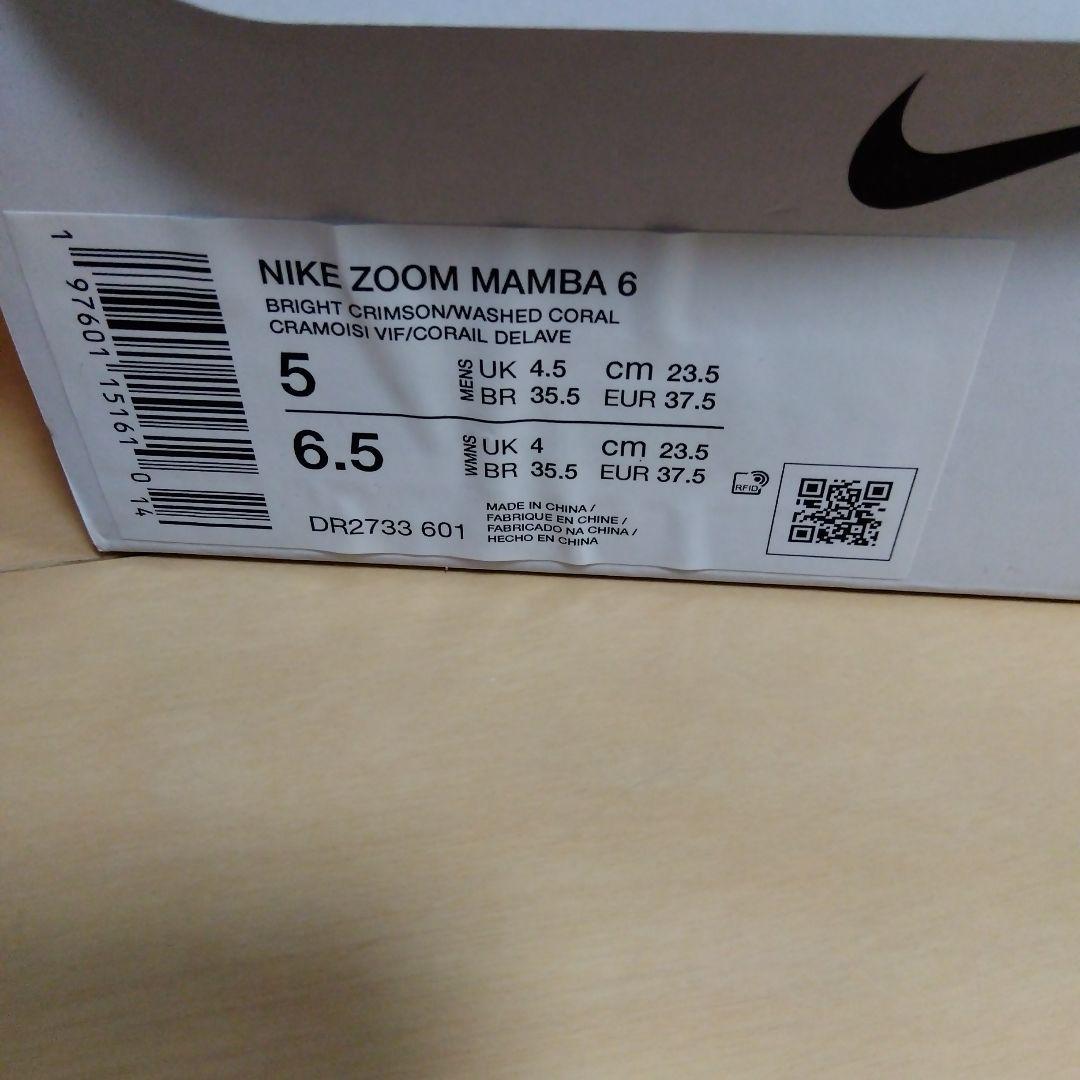 NIKE ZOOM MAMBA 6
BRIGHT CRIMSON/WASHED CORAL
CRAMOISI VIF/CORAIL DELAVE
5 MENS UK 4.5 cm 23.5
BR 35.5 EUR 37.5
6.5 WMNS UK 4 cm 23.5
BR 35.5 EUR 37.5
RFID
DR2733 601
MADE IN CHINA /
FABRIQUE EN CHINE /
FABRICADO NA CHINA /
HECHO EN CHINA
1 97601 15161 0 14